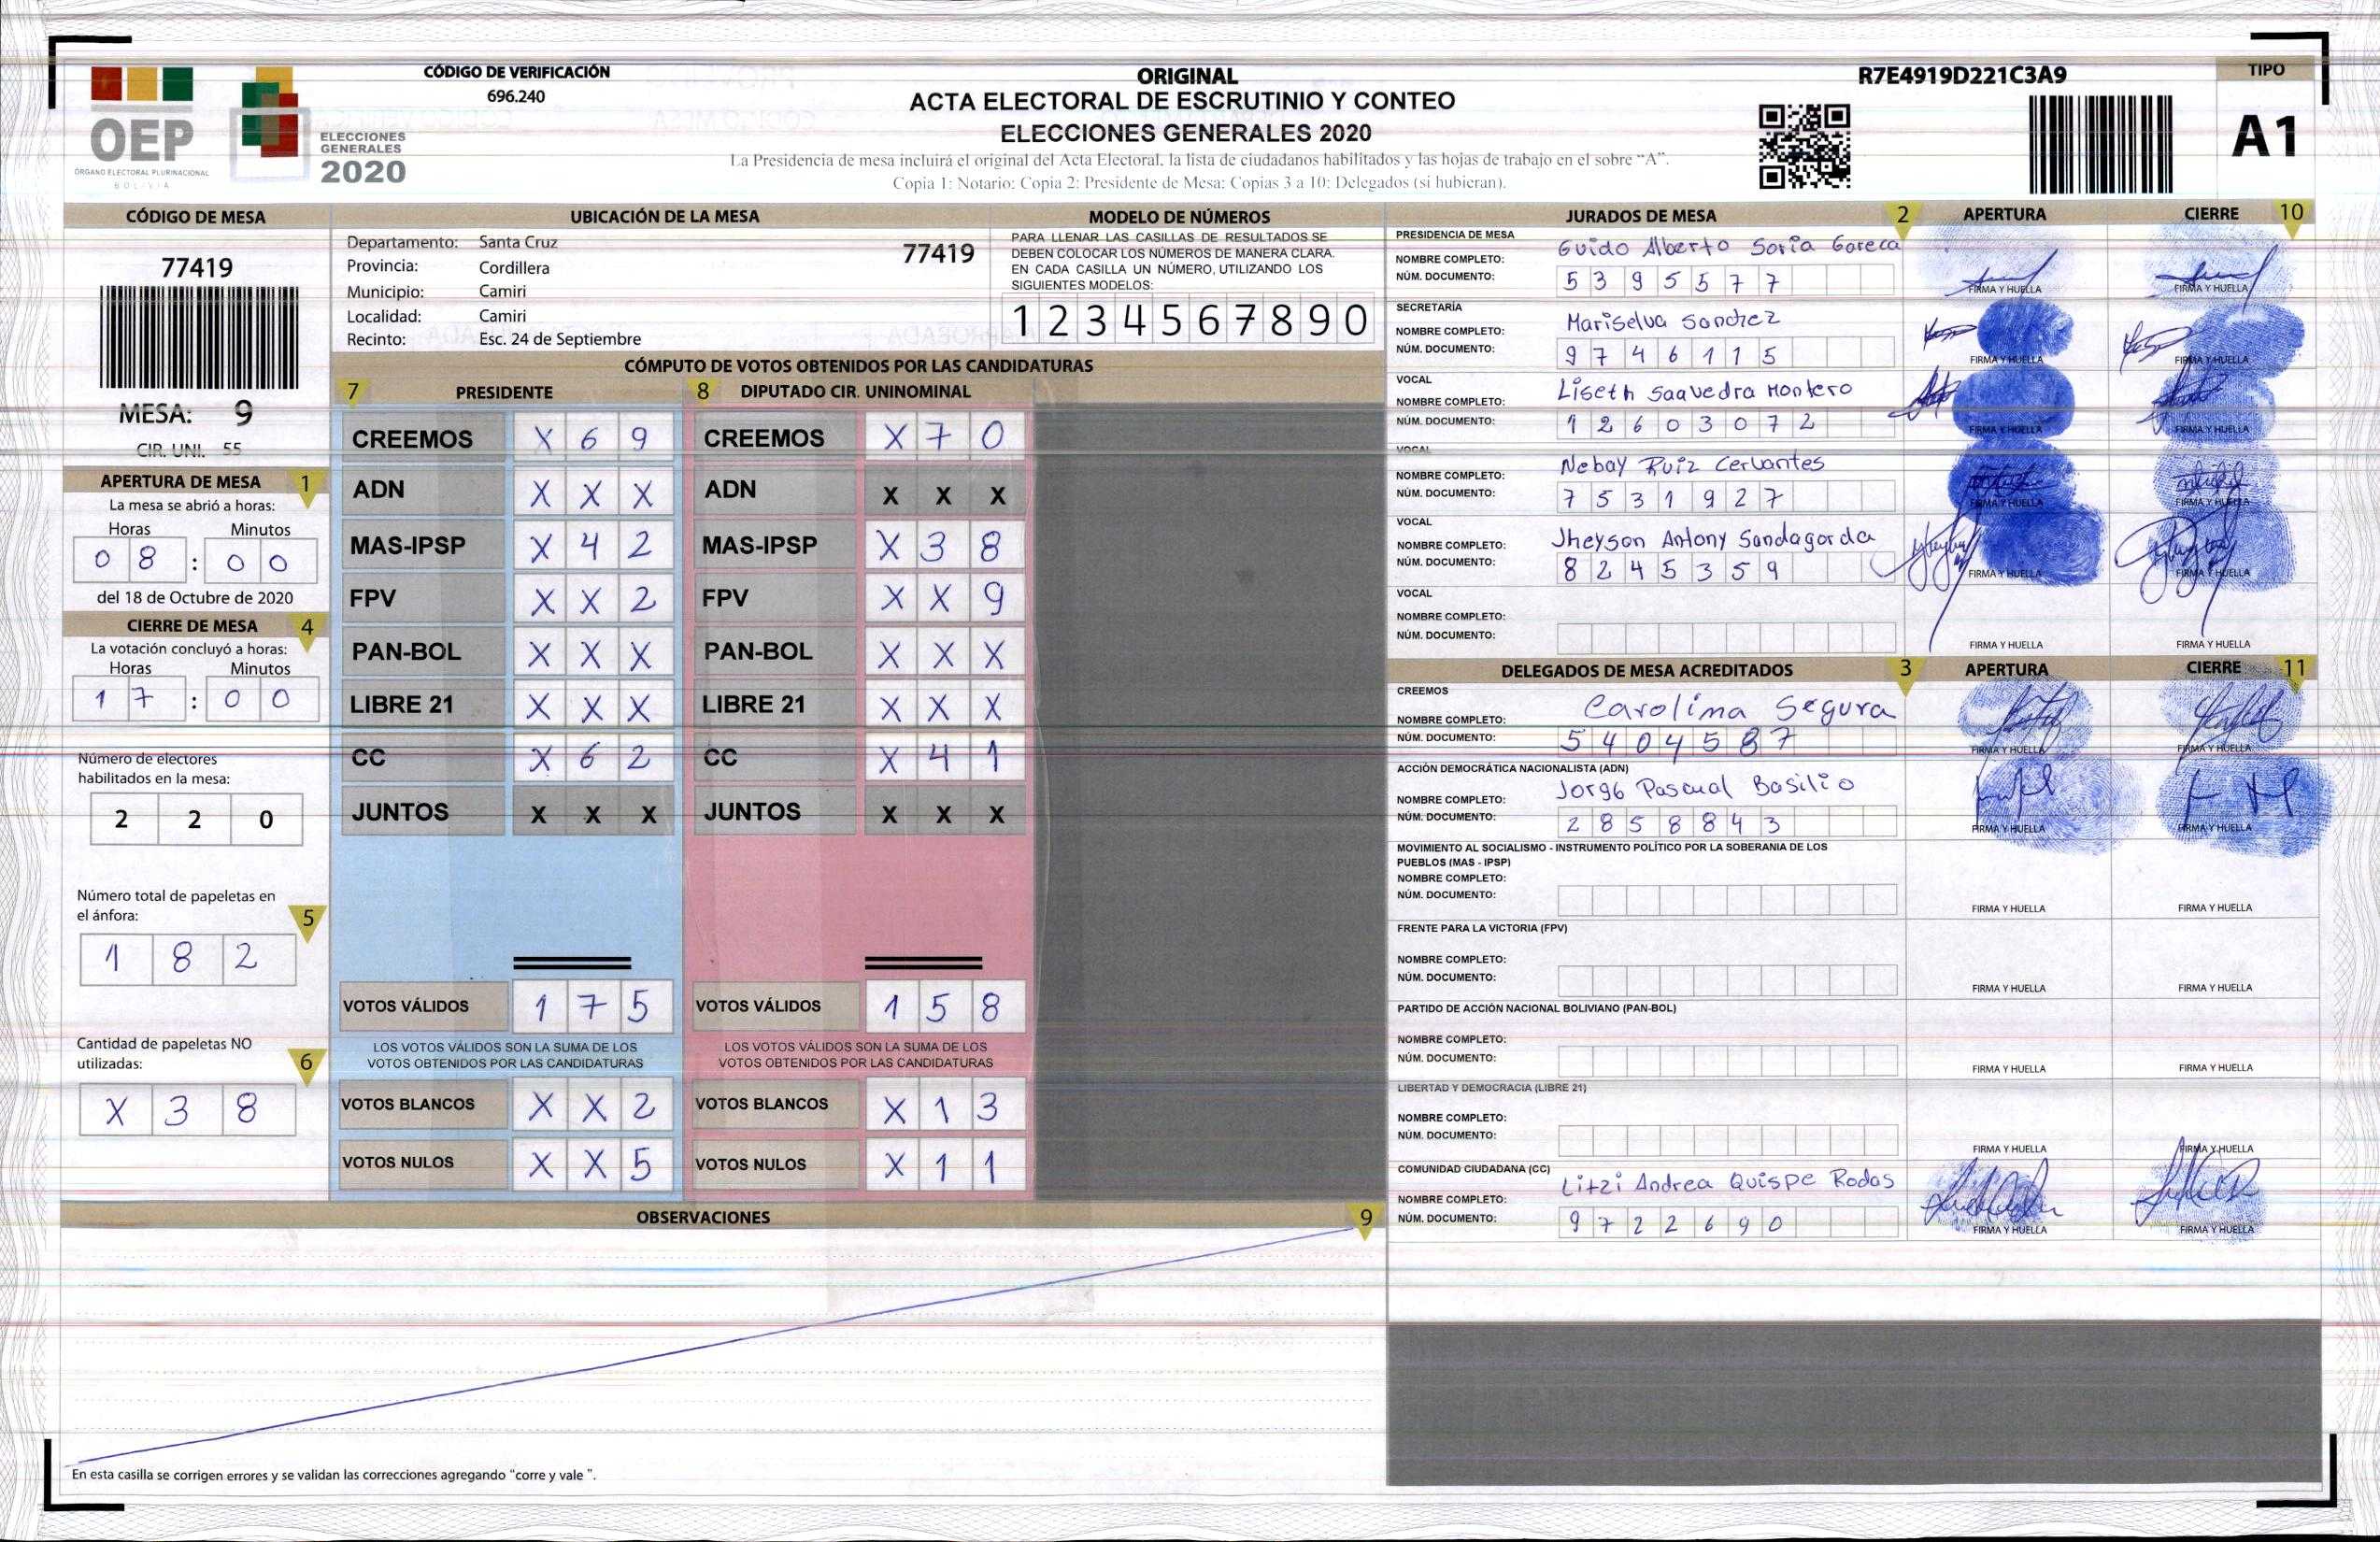 CÓDIGO DE VERIFICACIÓN
696.240
OEP
ÓRGANO ELECTORAL PLURINACIONAL
BOLIVIA
ELECCIONES
GENERALES
2020
ORIGINAL
ACTA ELECTORAL DE ESCRUTINIO Y CONTEO
ELECCIONES GENERALES 2020
La Presidencia de mesa incluirá el original del Acta Electoral, la lista de ciudadanos habilitados y las hojas de trabajo en el sobre “A”.
Copia 1: Notario; Copia 2: Presidente de Mesa; Copias 3 a 10: Delegados (si hubieran).
R7E4919D221C3A9
TIPO
A1
CÓDIGO DE MESA
77419
MESA: 9
CIR. UNI. 55
APERTURA DE MESA 1
La mesa se abrió a horas:
Horas Minutos
0 8 : 0 0
del 18 de Octubre de 2020
CIERRE DE MESA 4
La votación concluyó a horas:
Horas Minutos
1 7 : 0 0
Número de electores
habilitados en la mesa:
2 2 0
Número total de papeletas en
el ánfora: 5
1 8 2
Cantidad de papeletas NO
utilizadas: 6
X 3 8
UBICACIÓN DE LA MESA
Departamento: Santa Cruz 77419
Provincia: Cordillera
Municipio: Camiri
Localidad: Camiri
Recinto: Esc. 24 de Septiembre
MODELO DE NÚMEROS
PARA LLENAR LAS CASILLAS DE RESULTADOS SE
DEBEN COLOCAR LOS NÚMEROS DE MANERA CLARA.
EN CADA CASILLA UN NÚMERO, UTILIZANDO LOS
SIGUIENTES MODELOS:
1 2 3 4 5 6 7 8 9 0
CÓMPUTO DE VOTOS OBTENIDOS POR LAS CANDIDATURAS
7 PRESIDENTE
CREEMOS X 6 9
ADN X X X
MAS-IPSP X 4 2
FPV X X 2
PAN-BOL X X X
LIBRE 21 X X X
CC X 6 2
JUNTOS X X X
VOTOS VÁLIDOS 1 7 5
LOS VOTOS VÁLIDOS SON LA SUMA DE LOS
VOTOS OBTENIDOS POR LAS CANDIDATURAS
VOTOS BLANCOS X X 2
VOTOS NULOS X X 5
8 DIPUTADO CIR. UNINOMINAL
CREEMOS X 7 0
ADN X X X
MAS-IPSP X 3 8
FPV X X 9
PAN-BOL X X X
LIBRE 21 X X X
CC X 4 1
JUNTOS X X X
VOTOS VÁLIDOS 1 5 8
LOS VOTOS VÁLIDOS SON LA SUMA DE LOS
VOTOS OBTENIDOS POR LAS CANDIDATURAS
VOTOS BLANCOS X 1 3
VOTOS NULOS X 1 1
OBSERVACIONES 9
En esta casilla se corrigen errores y se validan las correcciones agregando “corre y vale ”.
JURADOS DE MESA 2 APERTURA CIERRE 10
PRESIDENCIA DE MESA
NOMBRE COMPLETO: Guido Alberto Soria Gareca
NÚM. DOCUMENTO: 5 3 9 5 5 7 7
FIRMA Y HUELLA FIRMA Y HUELLA
SECRETARÍA
NOMBRE COMPLETO: Mariselva Sanchez
NÚM. DOCUMENTO: 9 7 4 6 1 1 5
FIRMA Y HUELLA FIRMA Y HUELLA
VOCAL
NOMBRE COMPLETO: Liseth Saavedra Montero
NÚM. DOCUMENTO: 1 2 6 0 3 0 7 2
FIRMA Y HUELLA FIRMA Y HUELLA
VOCAL
NOMBRE COMPLETO: Nebay Ruiz Cervantes
NÚM. DOCUMENTO: 7 5 3 1 9 2 7
FIRMA Y HUELLA FIRMA Y HUELLA
VOCAL
NOMBRE COMPLETO: Jheyson Antony Sandagorda
NÚM. DOCUMENTO: 8 2 4 5 3 5 9
FIRMA Y HUELLA FIRMA Y HUELLA
VOCAL
NOMBRE COMPLETO:
NÚM. DOCUMENTO:
FIRMA Y HUELLA FIRMA Y HUELLA
DELEGADOS DE MESA ACREDITADOS 3 APERTURA CIERRE 11
CREEMOS
NOMBRE COMPLETO: Carolina Segura
NÚM. DOCUMENTO: 5 4 0 4 5 8 7
FIRMA Y HUELLA FIRMA Y HUELLA
ACCIÓN DEMOCRÁTICA NACIONALISTA (ADN)
NOMBRE COMPLETO: Jorge Pascual Basilio
NÚM. DOCUMENTO: 2 8 5 8 8 4 3
FIRMA Y HUELLA FIRMA Y HUELLA
MOVIMIENTO AL SOCIALISMO - INSTRUMENTO POLÍTICO POR LA SOBERANIA DE LOS
PUEBLOS (MAS - IPSP)
NOMBRE COMPLETO:
NÚM. DOCUMENTO:
FIRMA Y HUELLA FIRMA Y HUELLA
FRENTE PARA LA VICTORIA (FPV)
NOMBRE COMPLETO:
NÚM. DOCUMENTO:
FIRMA Y HUELLA FIRMA Y HUELLA
PARTIDO DE ACCIÓN NACIONAL BOLIVIANO (PAN-BOL)
NOMBRE COMPLETO:
NÚM. DOCUMENTO:
FIRMA Y HUELLA FIRMA Y HUELLA
LIBERTAD Y DEMOCRACIA (LIBRE 21)
NOMBRE COMPLETO:
NÚM. DOCUMENTO:
FIRMA Y HUELLA FIRMA Y HUELLA
COMUNIDAD CIUDADANA (CC)
NOMBRE COMPLETO: Litzi Andrea Quispe Rodas
NÚM. DOCUMENTO: 9 7 2 2 6 9 0
FIRMA Y HUELLA FIRMA Y HUELLA